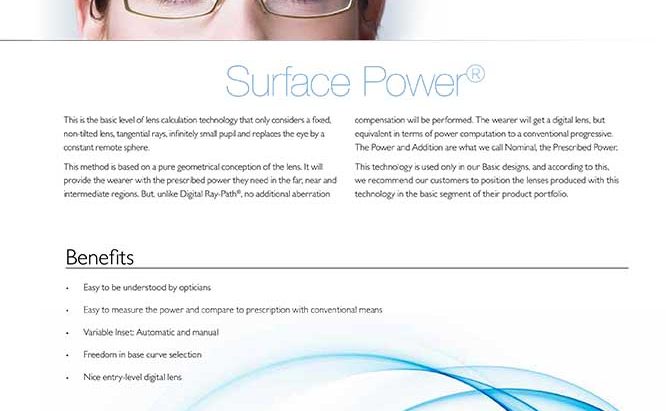 Surface Power®
This is the basic level of lens calculation technology that only considers a fixed,
non-tilted lens, tangential rays, infinitely small pupil and replaces the eye by a
constant remote sphere.
This method is based on a pure geometrical conception of the lens. It will
provide the wearer with the prescribed power they need in the far, near and
intermediate regions. But, unlike Digital Ray-Path®, no additional aberration
compensation will be performed. The wearer will get a digital lens, but
equivalent in terms of power computation to a conventional progressive.
The Power and Addition are what we call Nominal, the Prescribed Power.
This technology is used only in our Basic designs, and according to this,
we recommend our customers to position the lenses produced with this
technology in the basic segment of their product portfolio.
Benefits
• Easy to be understood by opticians
• Easy to measure the power and compare to prescription with conventional means
• Variable Inset: Automatic and manual
• Freedom in base curve selection
• Nice entry-level digital lens